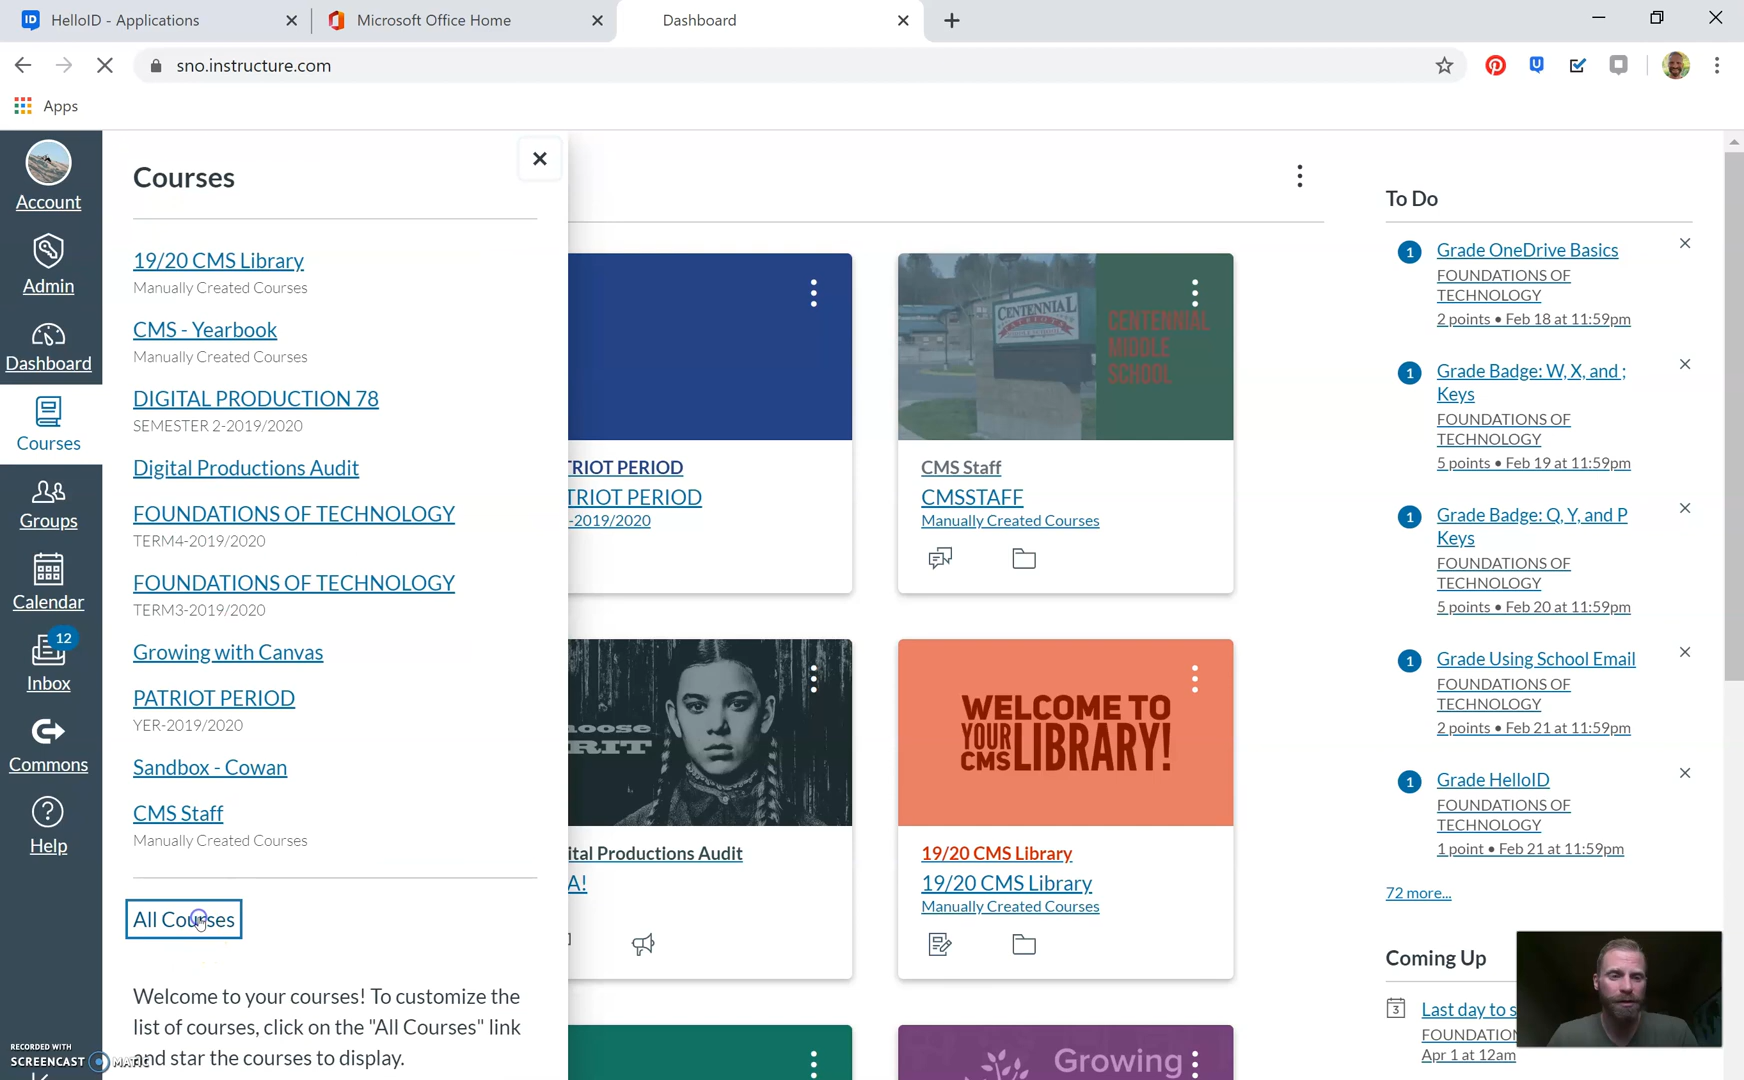 HelloID - Applications
Microsoft Office Home
Dashboard
sno.instructure.com
Apps
Account
Admin
Dashboard
Courses
Groups
Calendar
12
Inbox
Commons
Help
Courses
19/20 CMS Library
Manually Created Courses
CMS - Yearbook
Manually Created Courses
DIGITAL PRODUCTION 78
SEMESTER 2-2019/2020
Digital Productions Audit
FOUNDATIONS OF TECHNOLOGY
TERM4-2019/2020
FOUNDATIONS OF TECHNOLOGY
TERM3-2019/2020
Growing with Canvas
PATRIOT PERIOD
YER-2019/2020
Sandbox - Cowan
CMS Staff
Manually Created Courses
All Courses
Welcome to your courses! To customize the
list of courses, click on the "All Courses" link
and star the courses to display.
TRIOT PERIOD
TRIOT PERIOD
-2019/2020
CENTENNIAL
CENTENNIAL
MIDDLE
SCHOOL
CMS Staff
CMSSTAFF
Manually Created Courses
oose
RIT
ital Productions Audit
A!
WELCOME TO
YOUR
CMS LIBRARY!
19/20 CMS Library
19/20 CMS Library
Manually Created Courses
Growing
To Do
1
Grade OneDrive Basics
FOUNDATIONS OF
TECHNOLOGY
2 points • Feb 18 at 11:59pm
1
Grade Badge: W, X, and ;
Keys
FOUNDATIONS OF
TECHNOLOGY
5 points • Feb 19 at 11:59pm
1
Grade Badge: Q, Y, and P
Keys
FOUNDATIONS OF
TECHNOLOGY
5 points • Feb 20 at 11:59pm
1
Grade Using School Email
FOUNDATIONS OF
TECHNOLOGY
2 points • Feb 21 at 11:59pm
1
Grade HelloID
FOUNDATIONS OF
TECHNOLOGY
1 point • Feb 21 at 11:59pm
72 more...
Coming Up
3
Last day to s
FOUNDATION
Apr 1 at 12am
RECORDED WITH
SCREENCAST MATIC